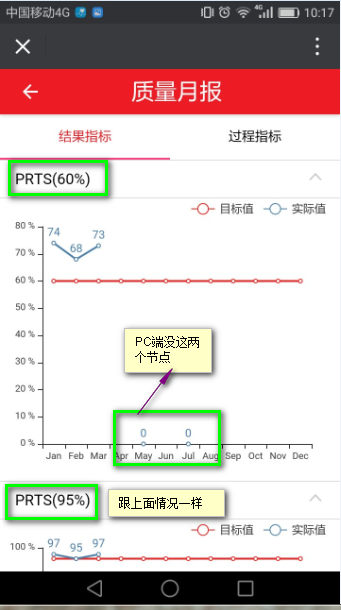 中国移动4G
4G
10:17
质量月报
结果指标
过程指标
PRTS(60%)
目标值 实际值
80 %
74
73
70 %
68
60 %
50 %
40 %
PC端没这两
个节点
30 %
20 %
10 %
0
0
0 %
Jan Feb Mar Apr May Jun Jul Aug Sep Oct Nov Dec
PRTS(95%)
跟上面情况一样
目标值 实际值
100 %
97
95
97